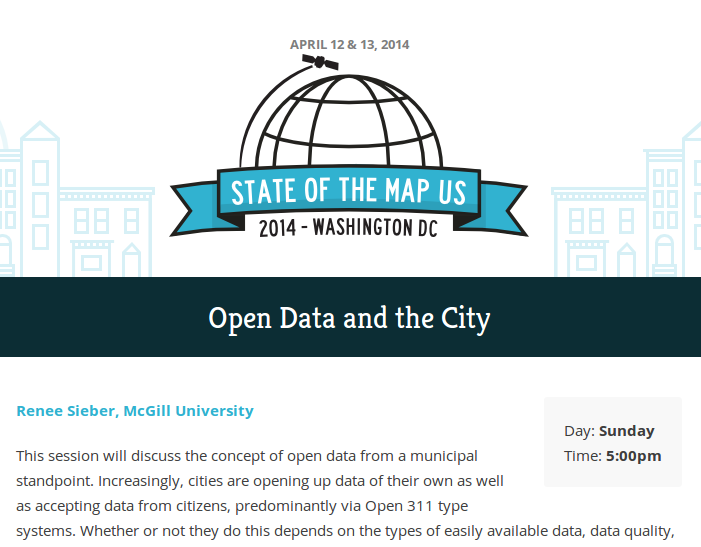 APRIL 12 & 13, 2014
STATE OF THE MAP US
2014 - WASHINGTON DC
Open Data and the City
Renee Sieber, McGill University
Day: Sunday
Time: 5:00pm
This session will discuss the concept of open data from a municipal
standpoint. Increasingly, cities are opening up data of their own as well
as accepting data from citizens, predominantly via Open 311 type
systems. Whether or not they do this depends on the types of easily available data, data quality,